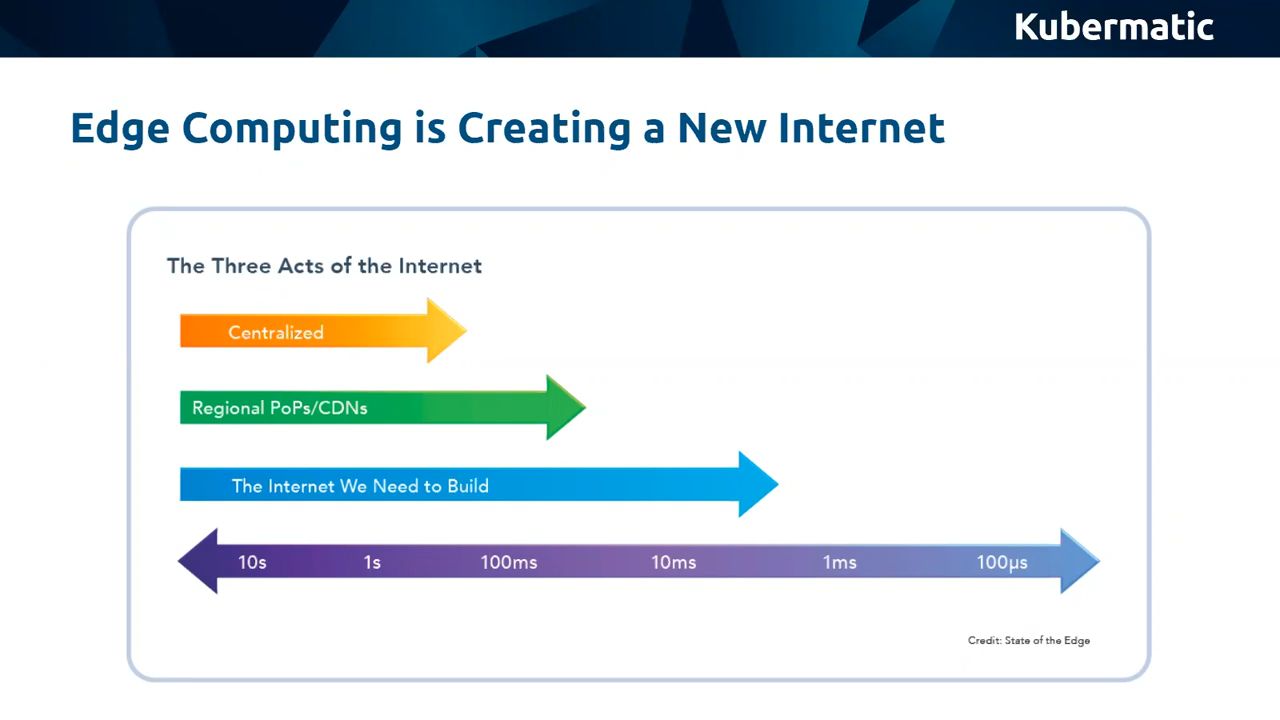 Kubermatic
Edge Computing is Creating a New Internet
The Three Acts of the Internet
Centralized
Regional PoPs/CDNs
The Internet We Need to Build
10s 1s 100ms 10ms 1ms 100µs
Credit: State of the Edge